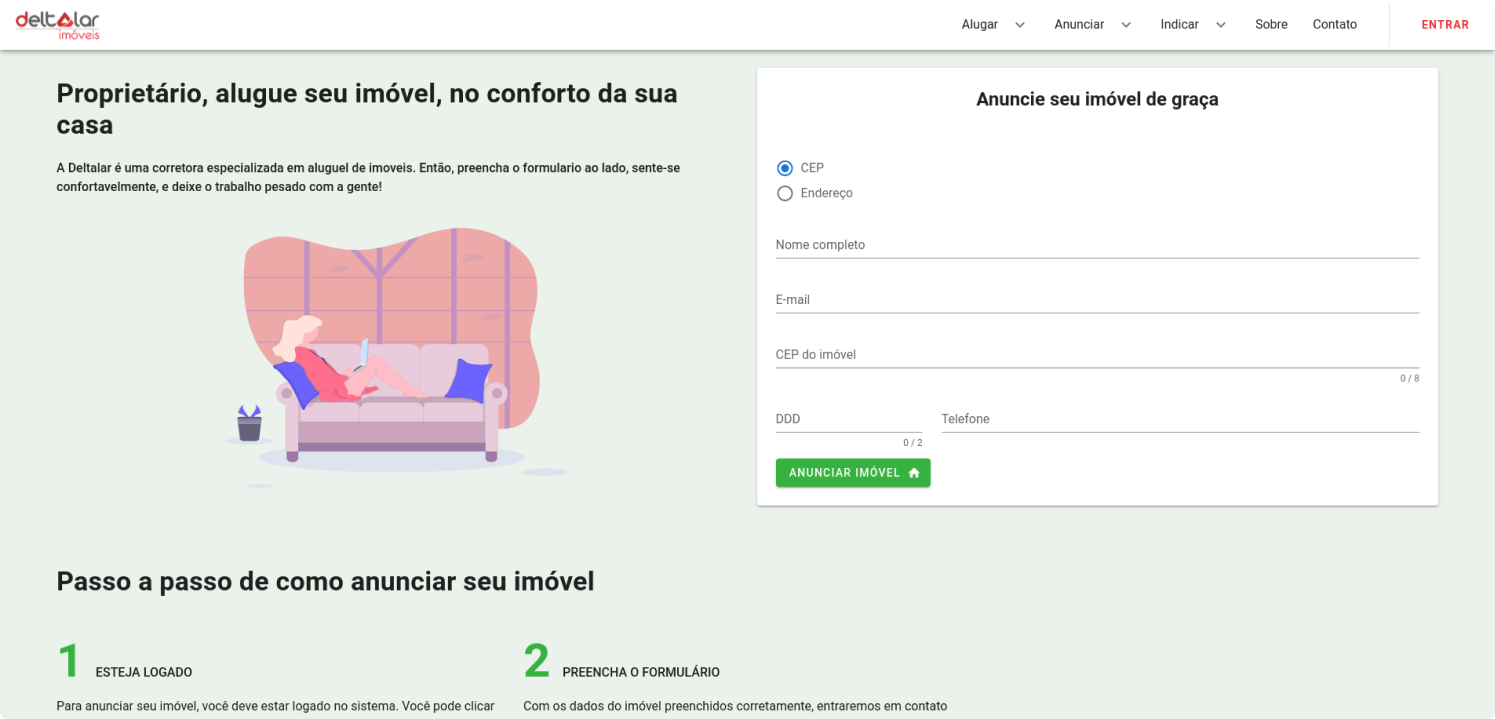 deltalar
imóveis
Alugar
Anunciar
Indicar
Sobre
Contato
ENTRAR
Proprietário, alugue seu imóvel, no conforto da sua
casa
A Deltalar é uma corretora especializada em aluguel de imoveis. Então, preencha o formulario ao lado, sente-se
confortavelmente, e deixe o trabalho pesado com a gente!
Anuncie seu imóvel de graça
CEP
Endereço
Nome completo
E-mail
CEP do imóvel
0 / 8
DDD
Telefone
0 / 2
ANUNCIAR IMÓVEL
Passo a passo de como anunciar seu imóvel
1 ESTEJA LOGADO
Para anunciar seu imóvel, você deve estar logado no sistema. Você pode clicar
2 PREENCHA O FORMULÁRIO
Com os dados do imóvel preenchidos corretamente, entraremos em contato